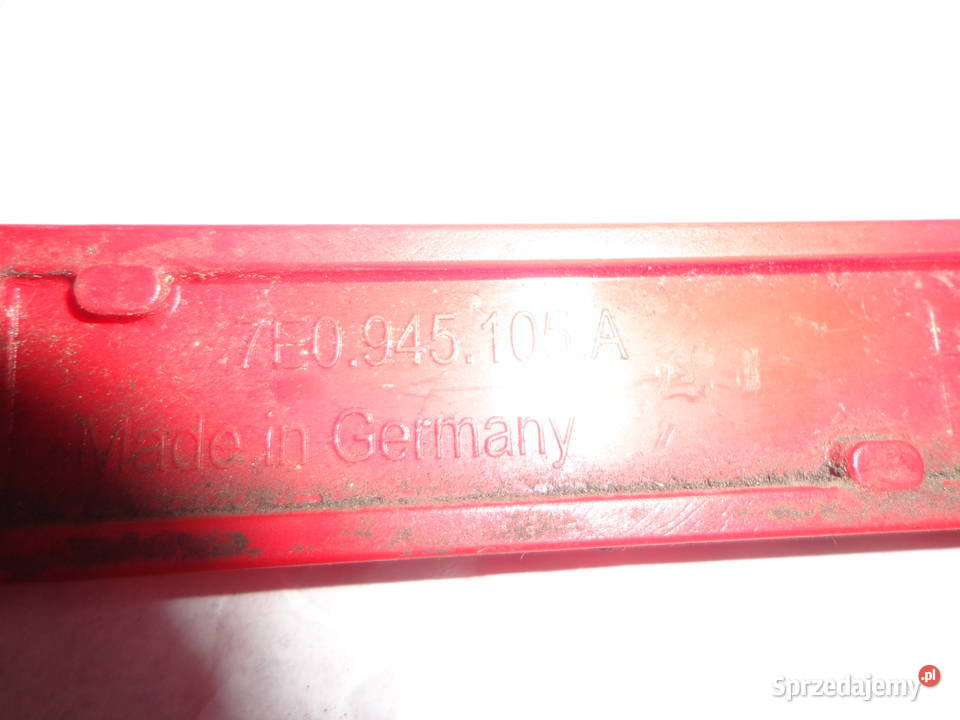 7E0.945.105.A
Made in Germany
Sprzedajemy.pl